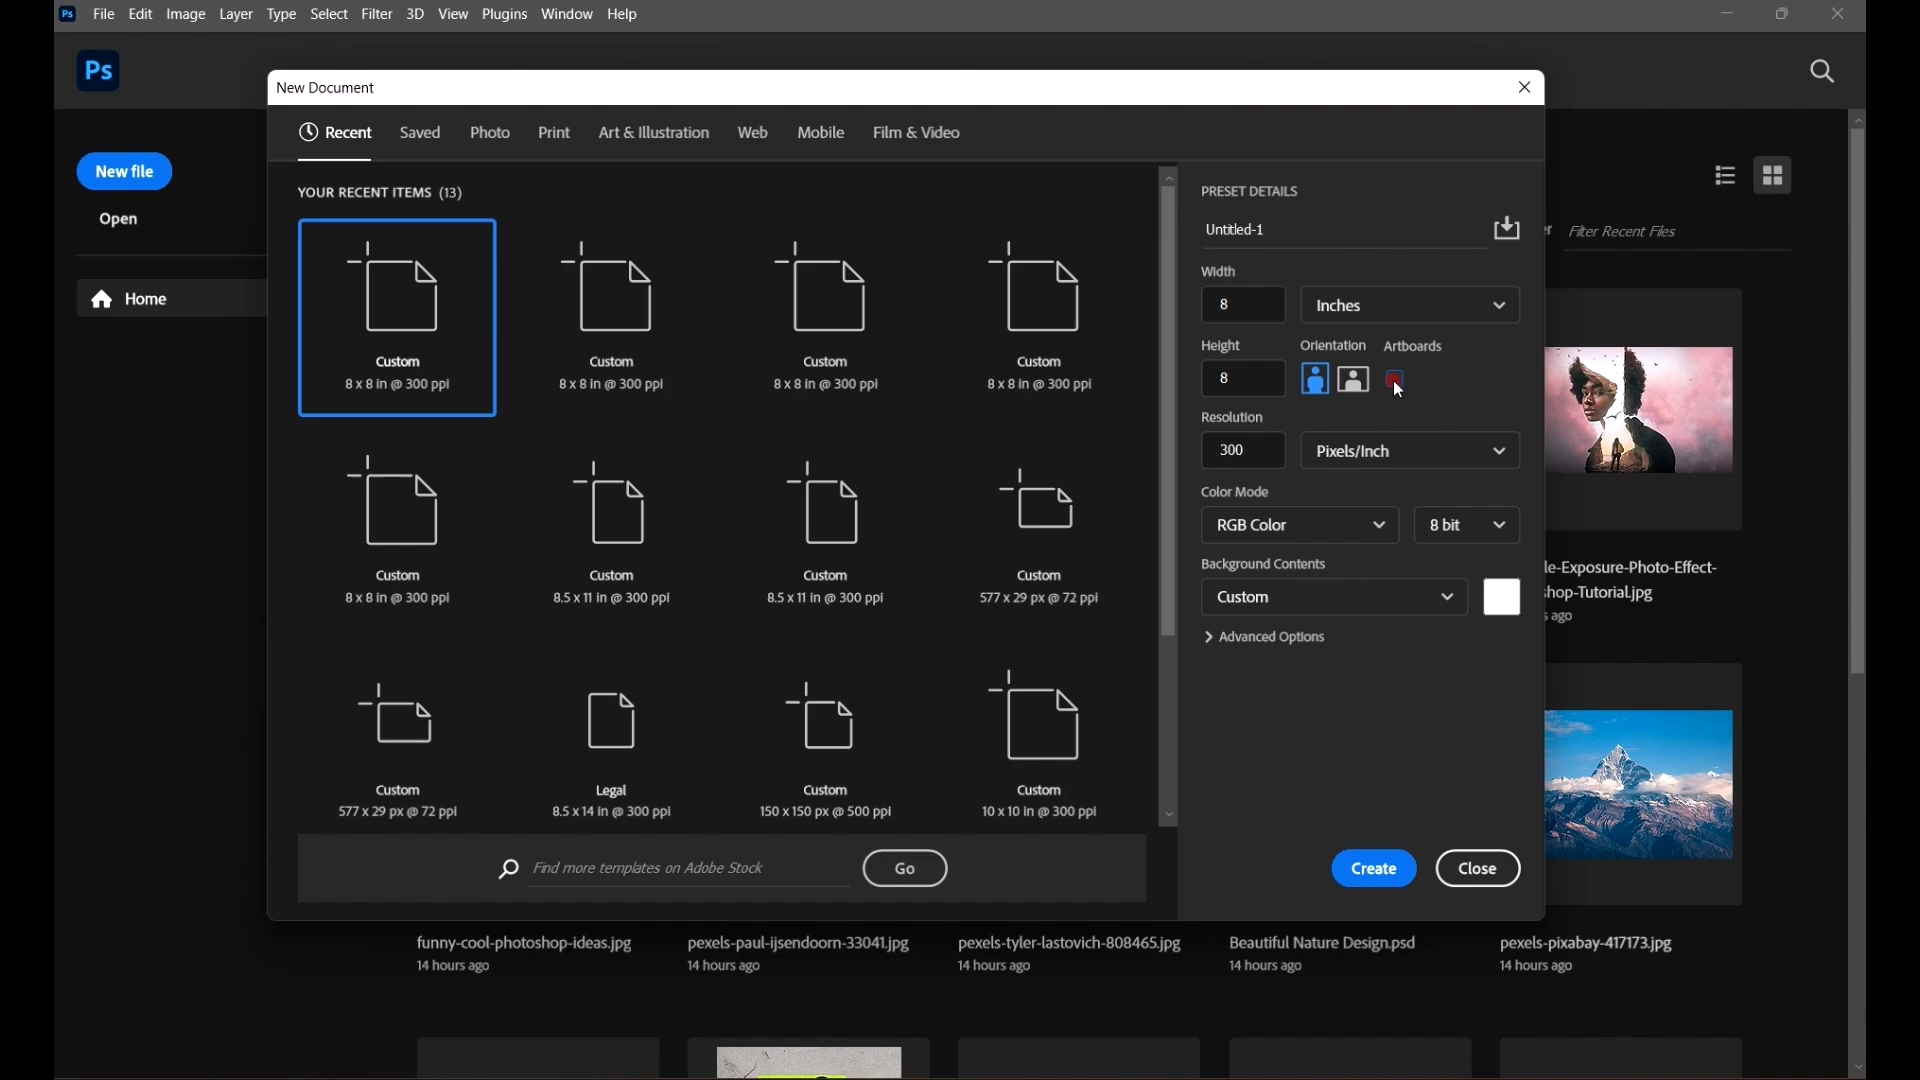 Ps File Edit Image Layer Type Select Filter 3D View Plugins Window Help
Ps
New Document
Recent Saved Photo Print Art & Illustration Web Mobile Film & Video
New file
Open
Home
YOUR RECENT ITEMS (13)
Custom Custom Custom Custom
8 x 8 in @ 300 ppi 8 x 8 in @ 300 ppi 8 x 8 in @ 300 ppi 8 x 8 in @ 300 ppi
Custom Custom Custom Custom
8 x 8 in @ 300 ppi 8.5 x 11 in @ 300 ppi 8.5 x 11 in @ 300 ppi 577 x 29 px @ 72 ppi
Custom Legal Custom Custom
577 x 29 px @ 72 ppi 8.5 x 14 in @ 300 ppi 150 x 150 px @ 500 ppi 10 x 10 in @ 300 ppi
Find more templates on Adobe Stock Go
PRESET DETAILS
Untitled-1
Width
8 Inches
Height Orientation Artboards
8
Resolution
300 Pixels/Inch
Color Mode
RGB Color 8 bit
Background Contents
Custom
Advanced Options
Create Close
er Filter Recent Files
le-Exposure-Photo-Effect-
shop-Tutorial.jpg
s ago
funny-cool-photoshop-ideas.jpg pexels-paul-ijsendoorn-33041.jpg pexels-tyler-lastovich-808465.jpg Beautiful Nature Design.psd pexels-pixabay-417173.jpg
14 hours ago 14 hours ago 14 hours ago 14 hours ago 14 hours ago